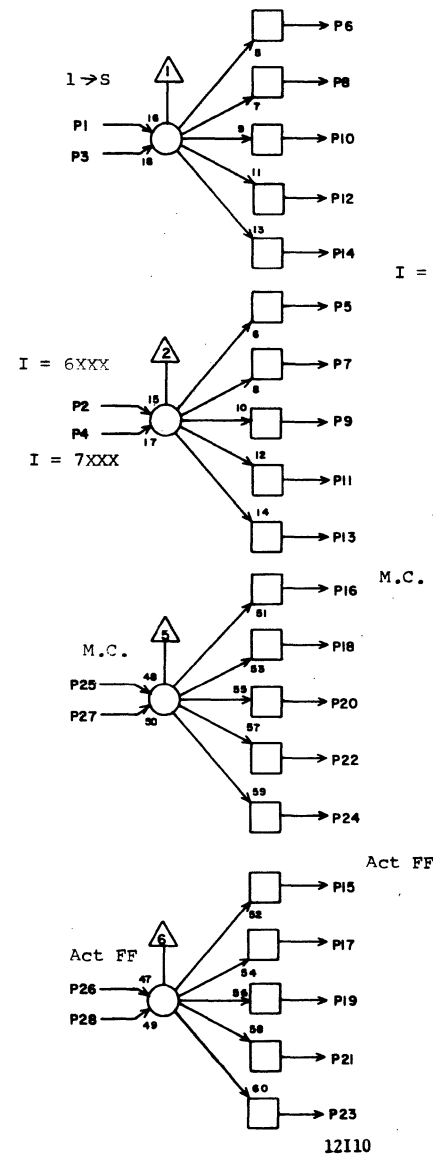 P6
5
1
1→S
P8
7
16
P1
9
P10
P3
18
11
P12
13
P14
I =
P5
6
2
P7
I = 6XXX
8
15
10
P2
P9
P4
17
12
I = 7XXX
P11
14
P13
M.C.
P16
51
5
P18
M.C.
53
48
P25
55
P20
P27
50
57
P22
59
P24
Act FF
P15
52
6
P17
Act FF
54
47
P26
56
P19
P28
49
58
P21
60
P23
12I10